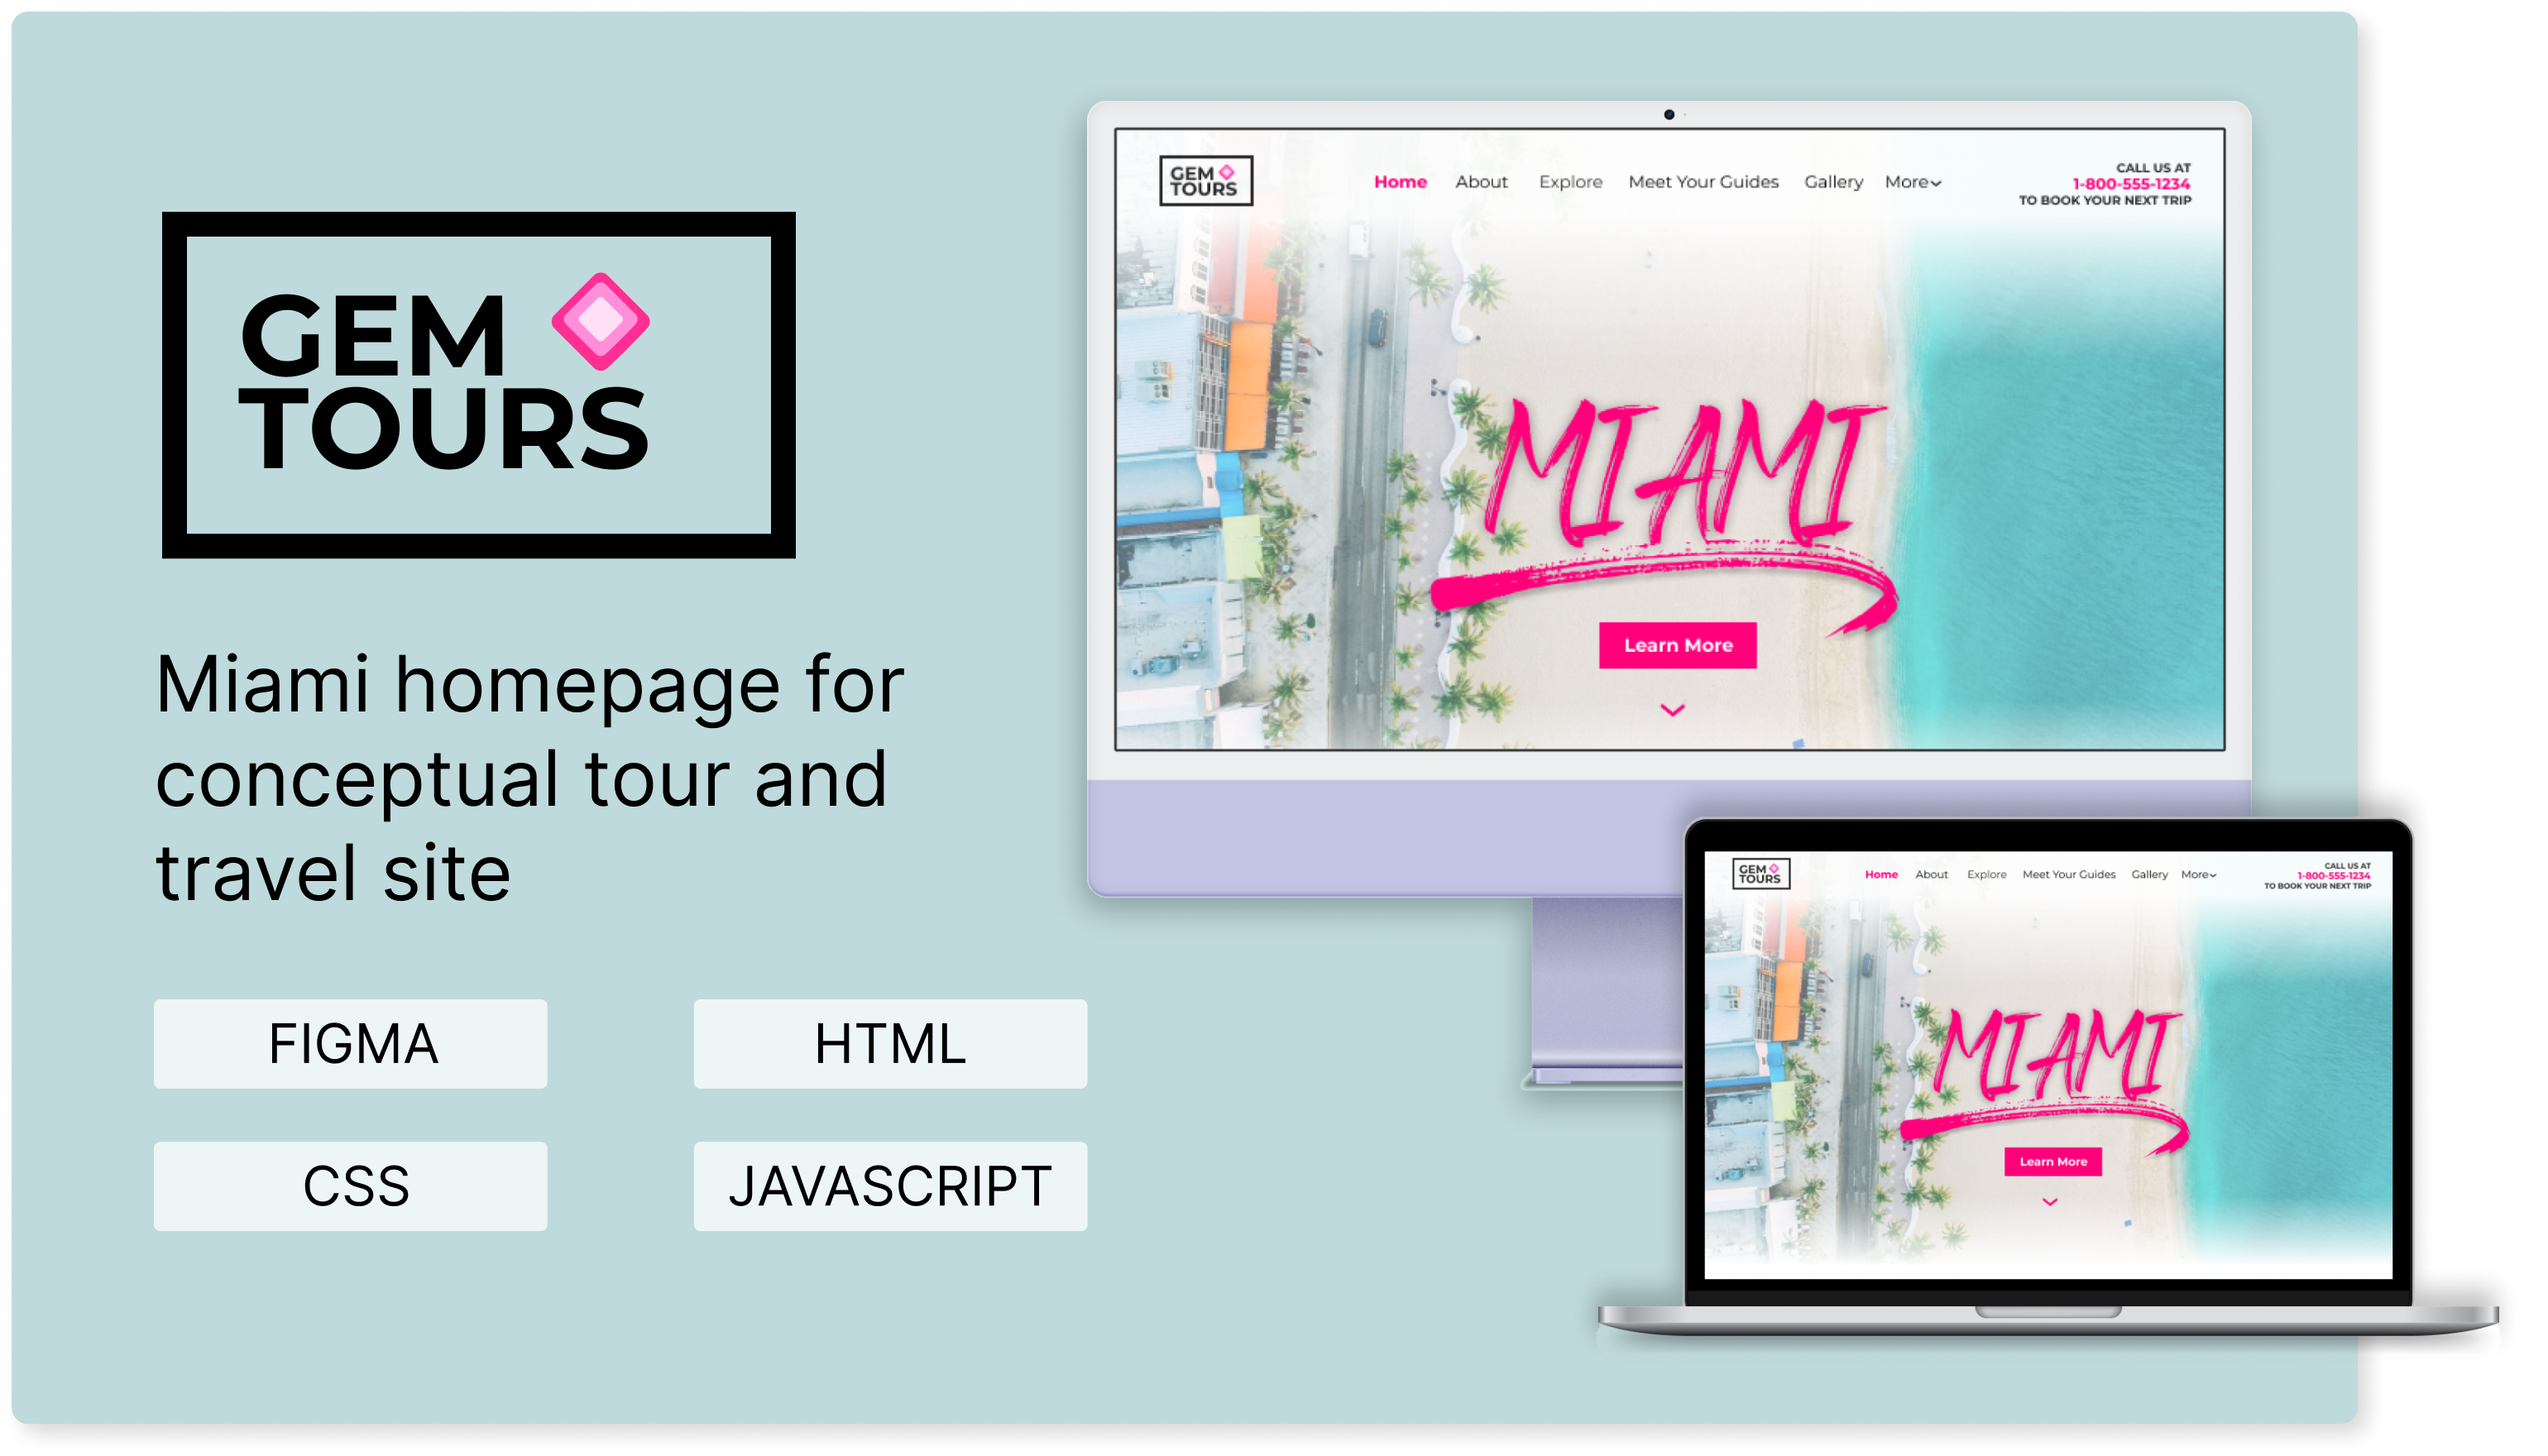 GEM
TOURS
Miami homepage for
conceptual tour and
travel site
FIGMA HTML
CSS JAVASCRIPT
GEM
TOURS
Home About Explore Meet Your Guides Gallery More
CALL US AT
1-800-555-1234
TO BOOK YOUR NEXT TRIP
MIAMI
Learn More
GEM
TOURS
Home About Explore Meet Your Guides Gallery More
CALL US AT
1-800-555-1234
TO BOOK YOUR NEXT TRIP
MIAMI
Learn More